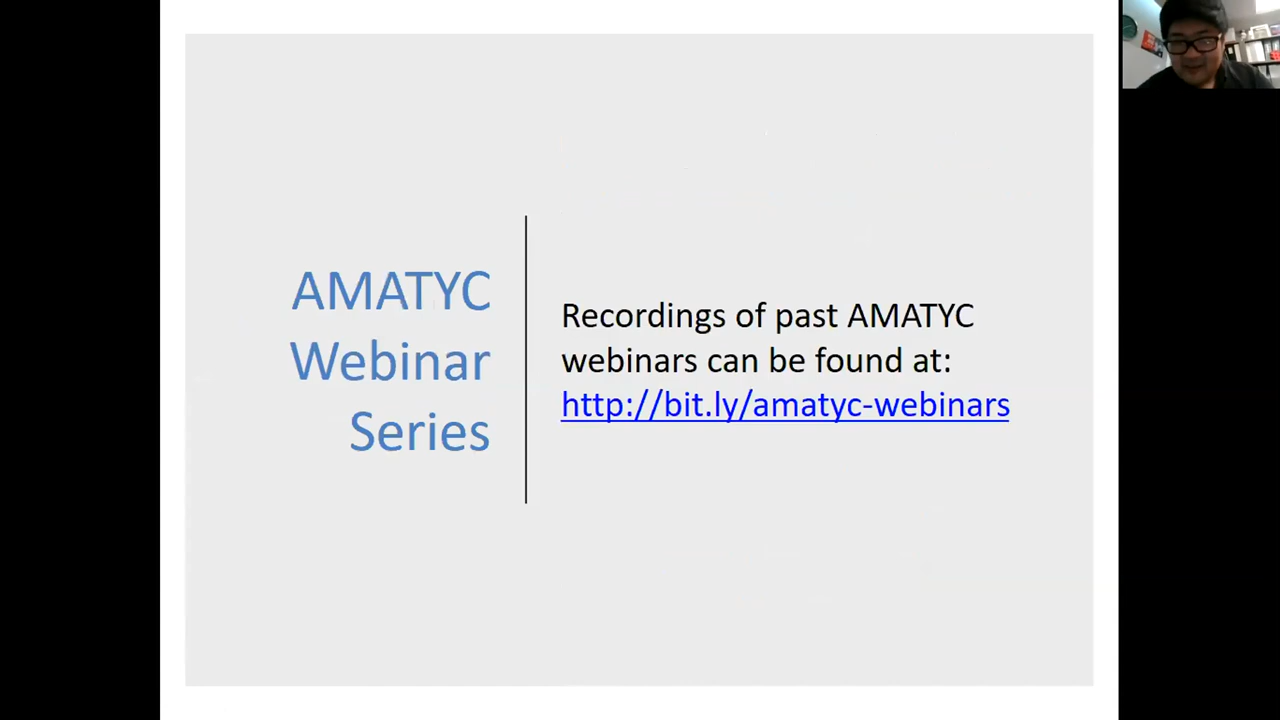 AMATYC
Webinar
Series
Recordings of past AMATYC
webinars can be found at:
http://bit.ly/amatyc-webinars